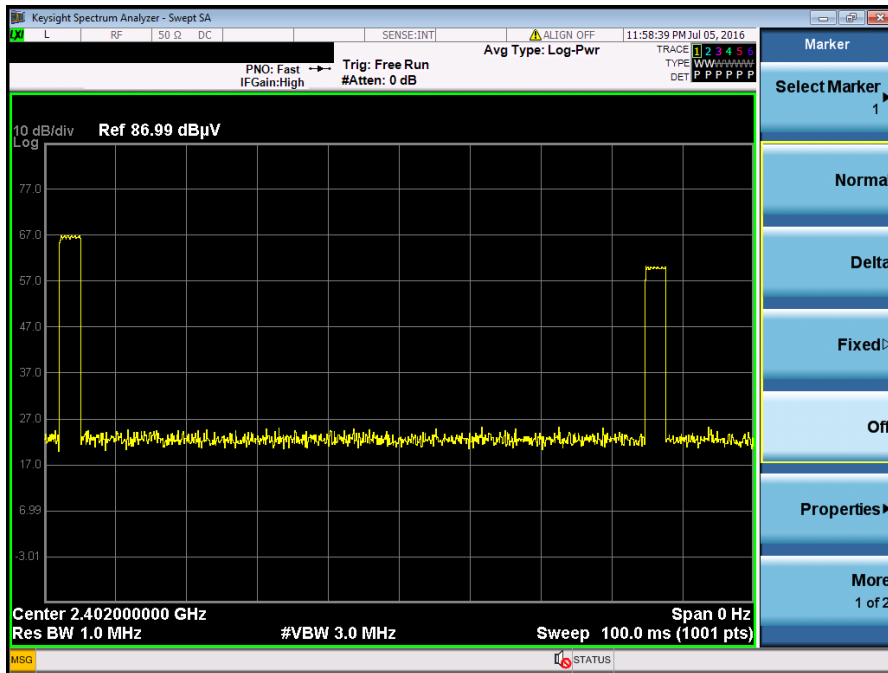 Keysight Spectrum Analyzer - Swept SA
LXI L RF 50 Ω DC SENSE:INT ALIGN OFF 11:58:39 PM Jul 05, 2016
Avg Type: Log-Pwr TRACE 1 2 3 4 5 6
PNO: Fast Trig: Free Run TYPE WWWWWW
IFGain:High #Atten: 0 dB DET P P P P P P
10 dB/div Ref 86.99 dBµV
Log
77.0
67.0
57.0
47.0
37.0
27.0
17.0
6.99
-3.01
Center 2.402000000 GHz Span 0 Hz
Res BW 1.0 MHz #VBW 3.0 MHz Sweep 100.0 ms (1001 pts)
MSG STATUS
Marker
Select Marker
1
Norma
Delta
Fixed
Off
Properties
More
1 of 2